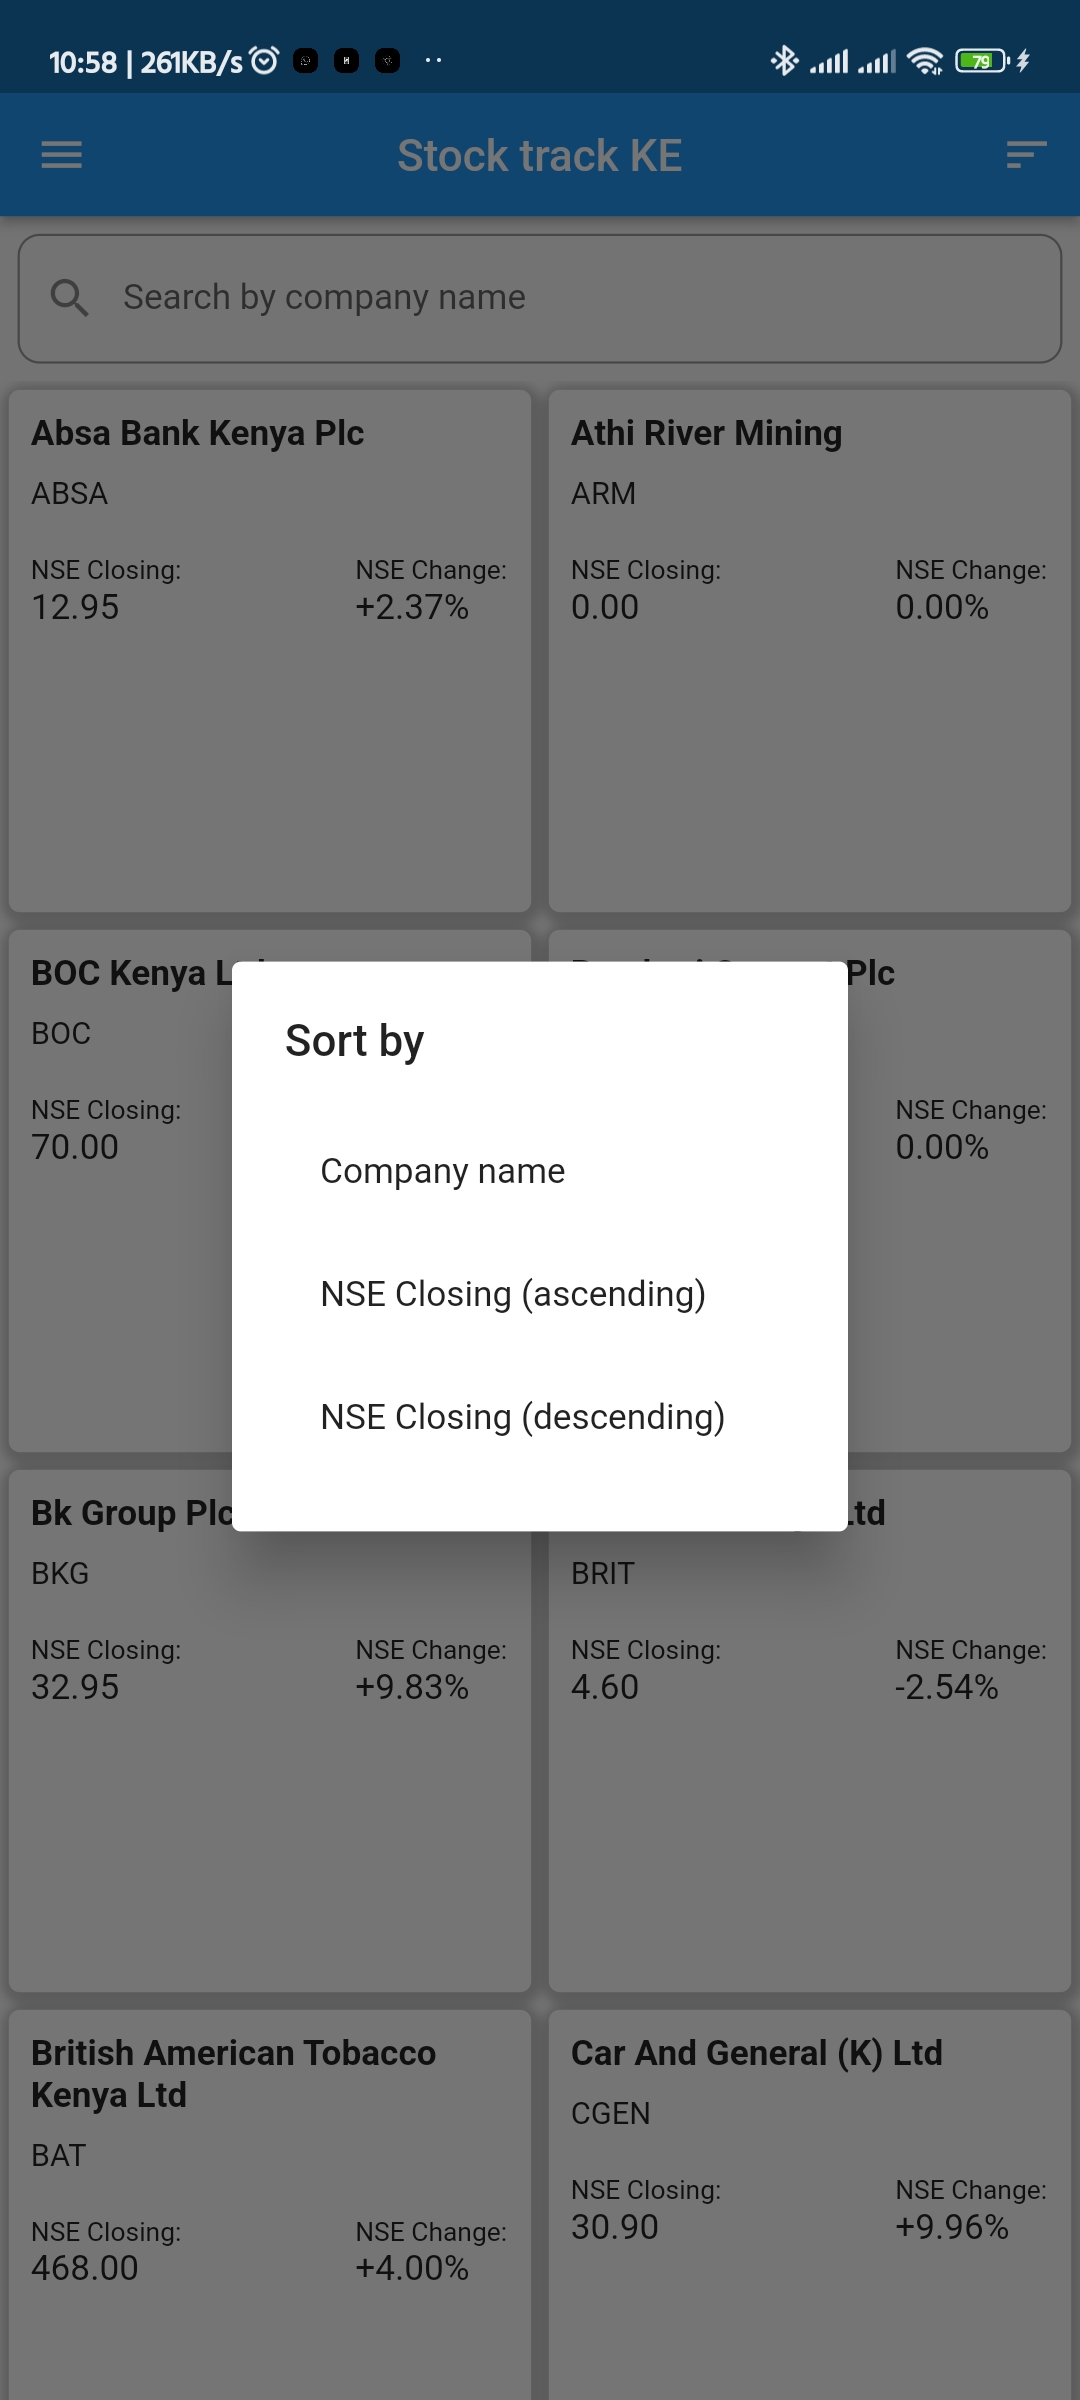 10:58 | 261KB/s
79
Stock track KE
Search by company name
Absa Bank Kenya Plc
ABSA
NSE Closing:
NSE Change:
12.95
+2.37%
Athi River Mining
ARM
NSE Closing:
NSE Change:
0.00
0.00%
BOC Kenya
BOC
NSE Closing:
70.00
Plc
NSE Change:
0.00%
Sort by
Company name
NSE Closing (ascending)
NSE Closing (descending)
Bk Group Plc
BKG
NSE Closing:
NSE Change:
32.95
+9.83%
Ltd
BRIT
NSE Closing:
NSE Change:
4.60
-2.54%
British American Tobacco
Kenya Ltd
BAT
NSE Closing:
NSE Change:
468.00
+4.00%
Car And General (K) Ltd
CGEN
NSE Closing:
NSE Change:
30.90
+9.96%